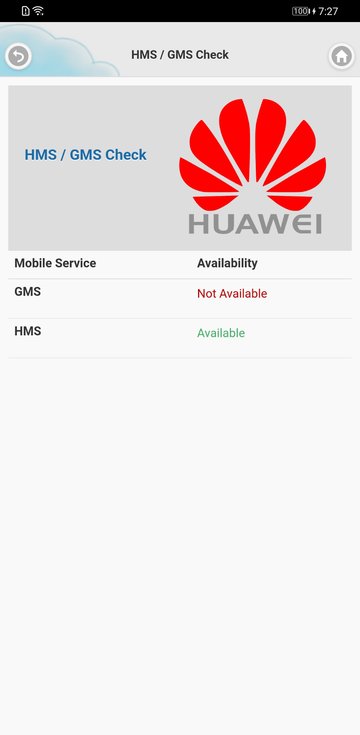 100 7:27
HMS / GMS Check
HMS / GMS Check
HUAWEI
Mobile Service Availability
GMS Not Available
HMS Available